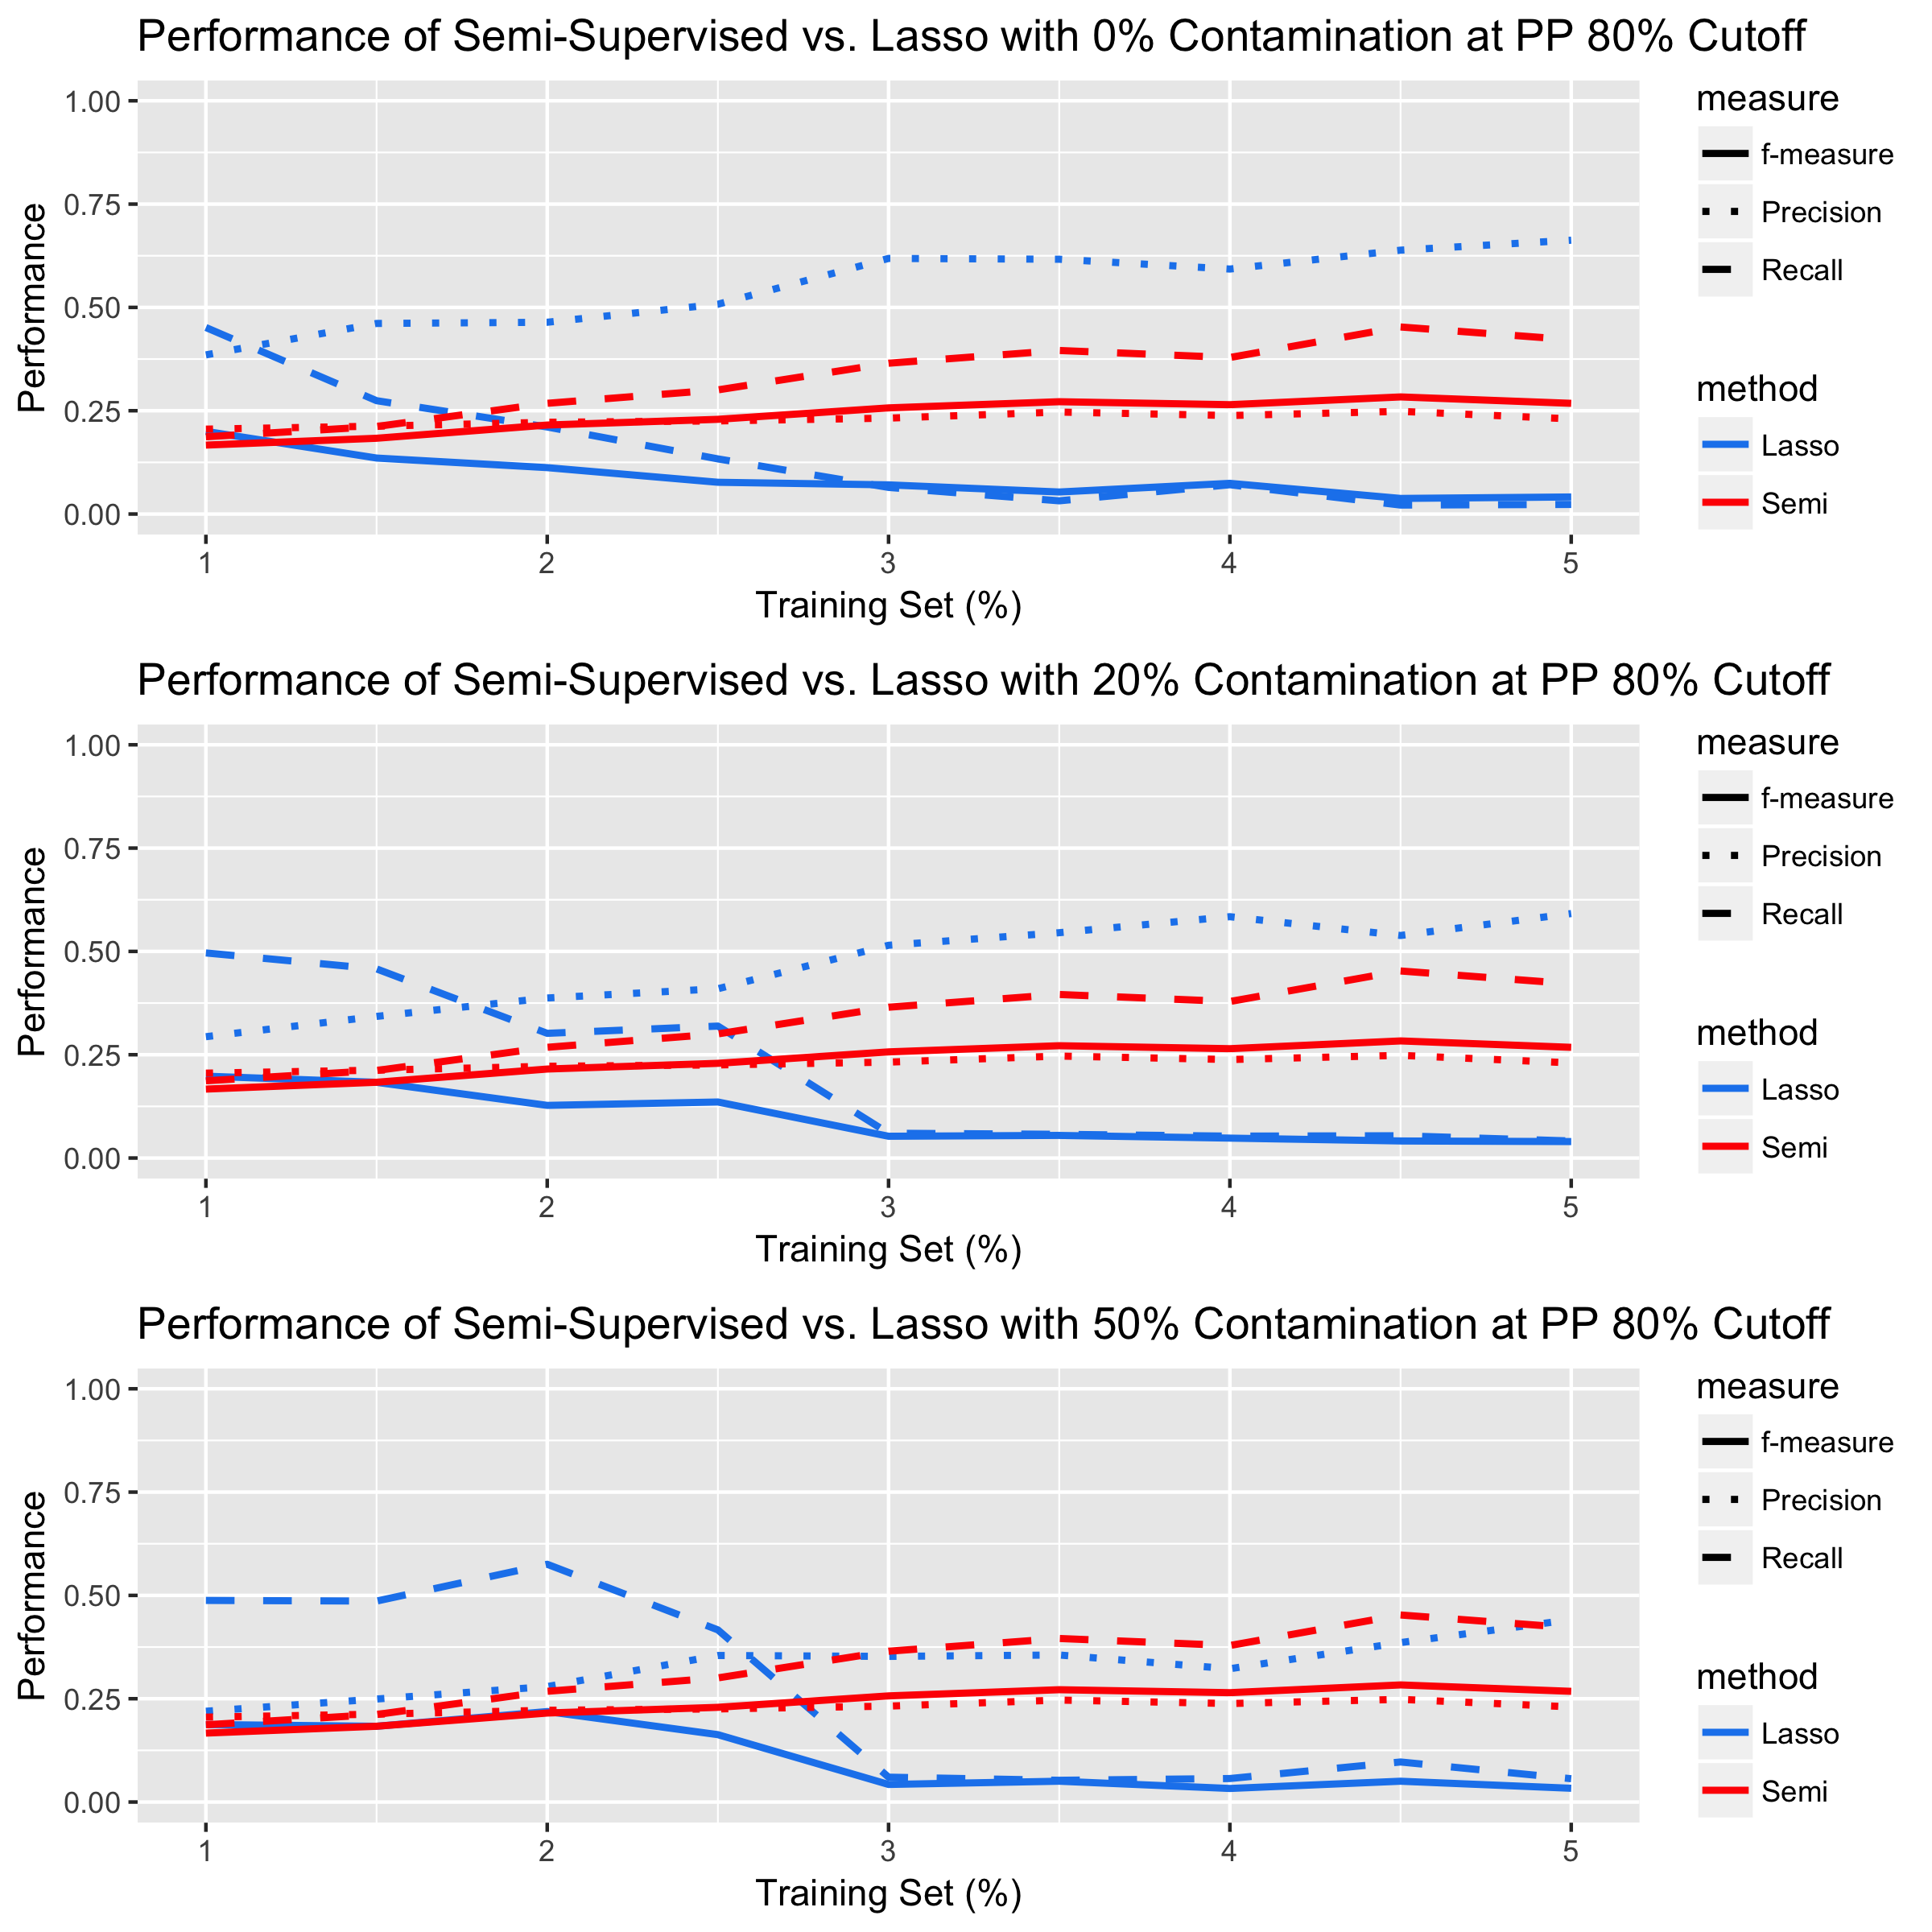 Performance of Semi-Supervised vs. Lasso with 0% Contamination at PP 80% Cutoff
1.00
0.75
0.50
0.25
0.00
Performance
1 2 3 4 5
Training Set (%)
measure
f-measure
Precision
Recall
method
Lasso
Semi
Performance of Semi-Supervised vs. Lasso with 20% Contamination at PP 80% Cutoff
1.00
0.75
0.50
0.25
0.00
Performance
1 2 3 4 5
Training Set (%)
measure
f-measure
Precision
Recall
method
Lasso
Semi
Performance of Semi-Supervised vs. Lasso with 50% Contamination at PP 80% Cutoff
1.00
0.75
0.50
0.25
0.00
Performance
1 2 3 4 5
Training Set (%)
measure
f-measure
Precision
Recall
method
Lasso
Semi